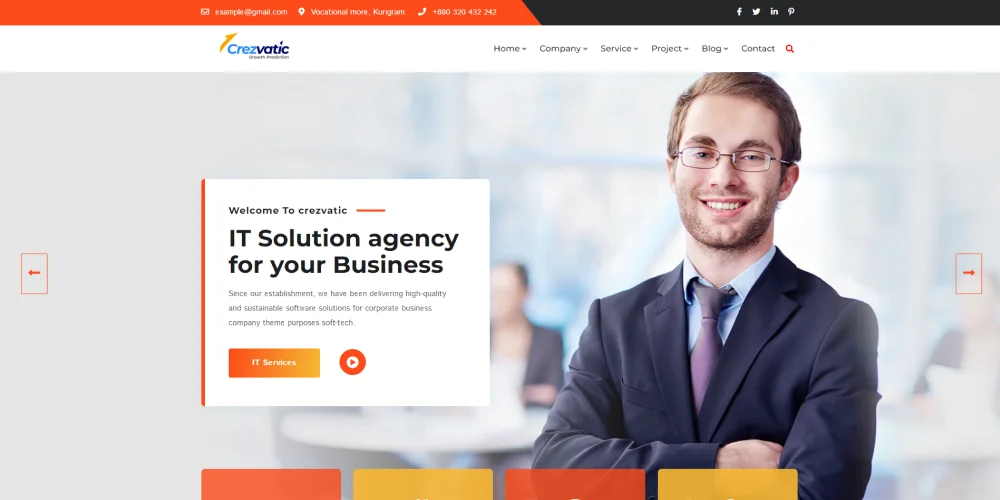 example@gmail.com
Vocational more, Kurigram.
+880 320 432 242
Crezvatic
Growth Prediction
Home
Company
Service
Project
Blog
Contact
Welcome To crezvatic
IT Solution agency
for your Business
Since our establishment, we have been delivering high-quality
and sustainable software solutions for corporate business
company theme purposes soft-tech.
IT Services